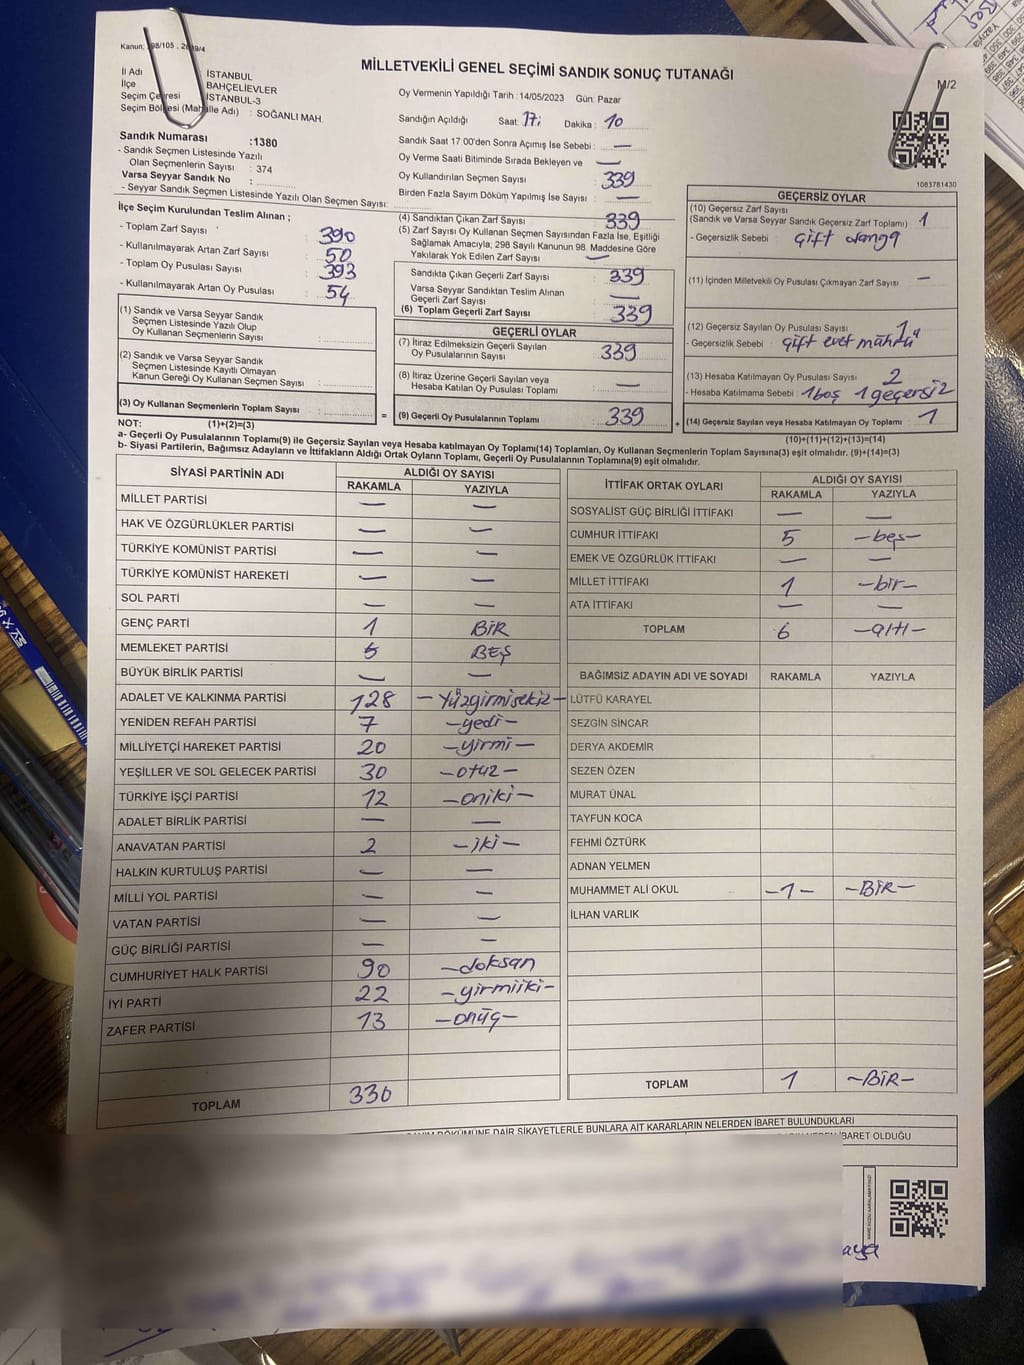 Kanun; 298/105 , 2839/4
MİLLETVEKİLİ GENEL SEÇİMİ SANDIK SONUÇ TUTANAĞI
M/2
İl Adı : İSTANBUL
İlçe : BAHÇELİEVLER
Seçim Çevresi : İSTANBUL-3
Seçim Bölgesi (Mahalle Adı) : SOĞANLI MAH.
Sandık Numarası :1380
- Sandık Seçmen Listesinde Yazılı
Olan Seçmenlerin Sayısı : 374
Varsa Seyyar Sandık No :
- Seyyar Sandık Seçmen Listesinde Yazılı Olan Seçmen Sayısı:
Oy Vermenin Yapıldığı Tarih : 14/05/2023 Gün: Pazar
Sandığın Açıldığı Saat: 17; Dakika : 10
Sandık Saat 17:00'den Sonra Açımış İse Sebebi : —
Oy Verme Saati Bitiminde Sırada Bekleyen ve —
Oy Kullandırılan Seçmen Sayısı : 339
Birden Fazla Sayım Döküm Yapılmış İse Sayısı : —
1083781430
İlçe Seçim Kurulundan Teslim Alınan ;
- Toplam Zarf Sayısı : 390
- Kullanılmayarak Artan Zarf Sayısı : 50
- Toplam Oy Pusulası Sayısı : 393
- Kullanılmayarak Artan Oy Pusulası : 54
(1) Sandık ve Varsa Seyyar Sandık
Seçmen Listesinde Yazılı Olup
Oy Kullanan Seçmenlerin Sayısı :
(2) Sandık ve Varsa Seyyar Sandık
Seçmen Listesinde Kayıtlı Olmayan
Kanun Gereği Oy Kullanan Seçmen Sayısı :
(3) Oy Kullanan Seçmenlerin Toplam Sayısı :
(4) Sandıktan Çıkan Zarf Sayısı : 339
(5) Zarf Sayısı Oy Kullanan Seçmen Sayısından Fazla İse, Eşitliği
Sağlamak Amacıyla; 298 Sayılı Kanunun 98. Maddesine Göre
Yakılarak Yok Edilen Zarf Sayısı : —
Sandıkta Çıkan Geçerli Zarf Sayısı : 339
Varsa Seyyar Sandıktan Teslim Alınan
Geçerli Zarf Sayısı : —
(6) Toplam Geçerli Zarf Sayısı : 339
GEÇERLİ OYLAR
(7) İtiraz Edilmeksizin Geçerli Sayılan
Oy Pusulalarının Sayısı : 339
(8) İtiraz Üzerine Geçerli Sayılan veya
Hesaba Katılan Oy Pusulası Toplamı : —
= (9) Geçerli Oy Pusulalarının Toplamı : 339 +
GEÇERSİZ OYLAR
(10) Geçersiz Zarf Sayısı
(Sandık ve Varsa Seyyar Sandık Geçersiz Zarf Toplamı) : 1
- Geçersizlik Sebebi : Çift damga
(11) İçinden Milletvekili Oy Pusulası Çıkmayan Zarf Sayısı : —
(12) Geçersiz Sayılan Oy Pusulası Sayısı : 1
- Geçersizlik Sebebi : Çift evet
(13) Hesaba Katılmayan Oy Pusulası Sayısı : 2
- Hesaba Katılmama Sebebi : 1 boş 1 geçersiz
(14) Geçersiz Sayılan veya Hesaba Katılmayan Oy Toplamı : 1
NOT: (1)+(2)=(3)
(10)+(11)+(12)+(13)=(14)
a- Geçerli Oy Pusulalarının Toplamı(9) ile Geçersiz Sayılan veya Hesaba katılmayan Oy Toplamı(14) Toplamları, Oy Kullanan Seçmenlerin Toplam Sayısına(3) eşit olmalıdır. (9)+(14)=(3)
b- Siyasi Partilerin, Bağımsız Adayların ve İttifakların Aldığı Ortak Oyların Toplamı, Geçerli Oy Pusulalarının Toplamına(9) eşit olmalıdır.
SİYASİ PARTİNİN ADI ALDIĞI OY SAYISI
RAKAMLA YAZIYLA
MİLLET PARTİSİ — —
HAK VE ÖZGÜRLÜKLER PARTİSİ — —
TÜRKİYE KOMÜNİST PARTİSİ — —
TÜRKİYE KOMÜNİST HAREKETİ — —
SOL PARTİ — —
GENÇ PARTİ 1 BİR
MEMLEKET PARTİSİ 5 BEŞ
BÜYÜK BİRLİK PARTİSİ — —
ADALET VE KALKINMA PARTİSİ 128 — Yüzgirmisekiz —
YENİDEN REFAH PARTİSİ 7 — yedi —
MİLLİYETÇİ HAREKET PARTİSİ 20 — yirmi —
YEŞİLLER VE SOL GELECEK PARTİSİ 30 — otuz —
TÜRKİYE İŞÇİ PARTİSİ 12 — oniki —
ADALET BİRLİK PARTİSİ — —
ANAVATAN PARTİSİ 2 — iki —
HALKIN KURTULUŞ PARTİSİ — —
MİLLİ YOL PARTİSİ — —
VATAN PARTİSİ — —
GÜÇ BİRLİĞİ PARTİSİ — —
CUMHURİYET HALK PARTİSİ 90 — doksan
İYİ PARTİ 22 — yirmiiki —
ZAFER PARTİSİ 13 — onüç —
TOPLAM 330
İTTİFAK ORTAK OYLARI ALDIĞI OY SAYISI
RAKAMLA YAZIYLA
SOSYALİST GÜÇ BİRLİĞİ İTTİFAKI — —
CUMHUR İTTİFAKI 5 — beş —
EMEK VE ÖZGÜRLÜK İTTİFAKI — —
MİLLET İTTİFAKI 1 — bir —
ATA İTTİFAKI — —
TOPLAM 6 — altı —
BAĞIMSIZ ADAYIN ADI VE SOYADI RAKAMLA YAZIYLA
LÜTFÜ KARAYEL
SEZGİN SİNCAR
DERYA AKDEMİR
SEZEN ÖZEN
MURAT ÜNAL
TAYFUN KOCA
FEHMİ ÖZTÜRK
ADNAN YELMEN
MUHAMMET ALİ OKUL — 1 — — BİR —
İLHAN VARLIK
TOPLAM 1 — BİR —
DÖKÜMÜNE DAİR ŞİKAYETLERLE BUNLARA AİT KARARLARIN NELERDEN İBARET BULUNDUKLARI
İBARET OLDUĞU